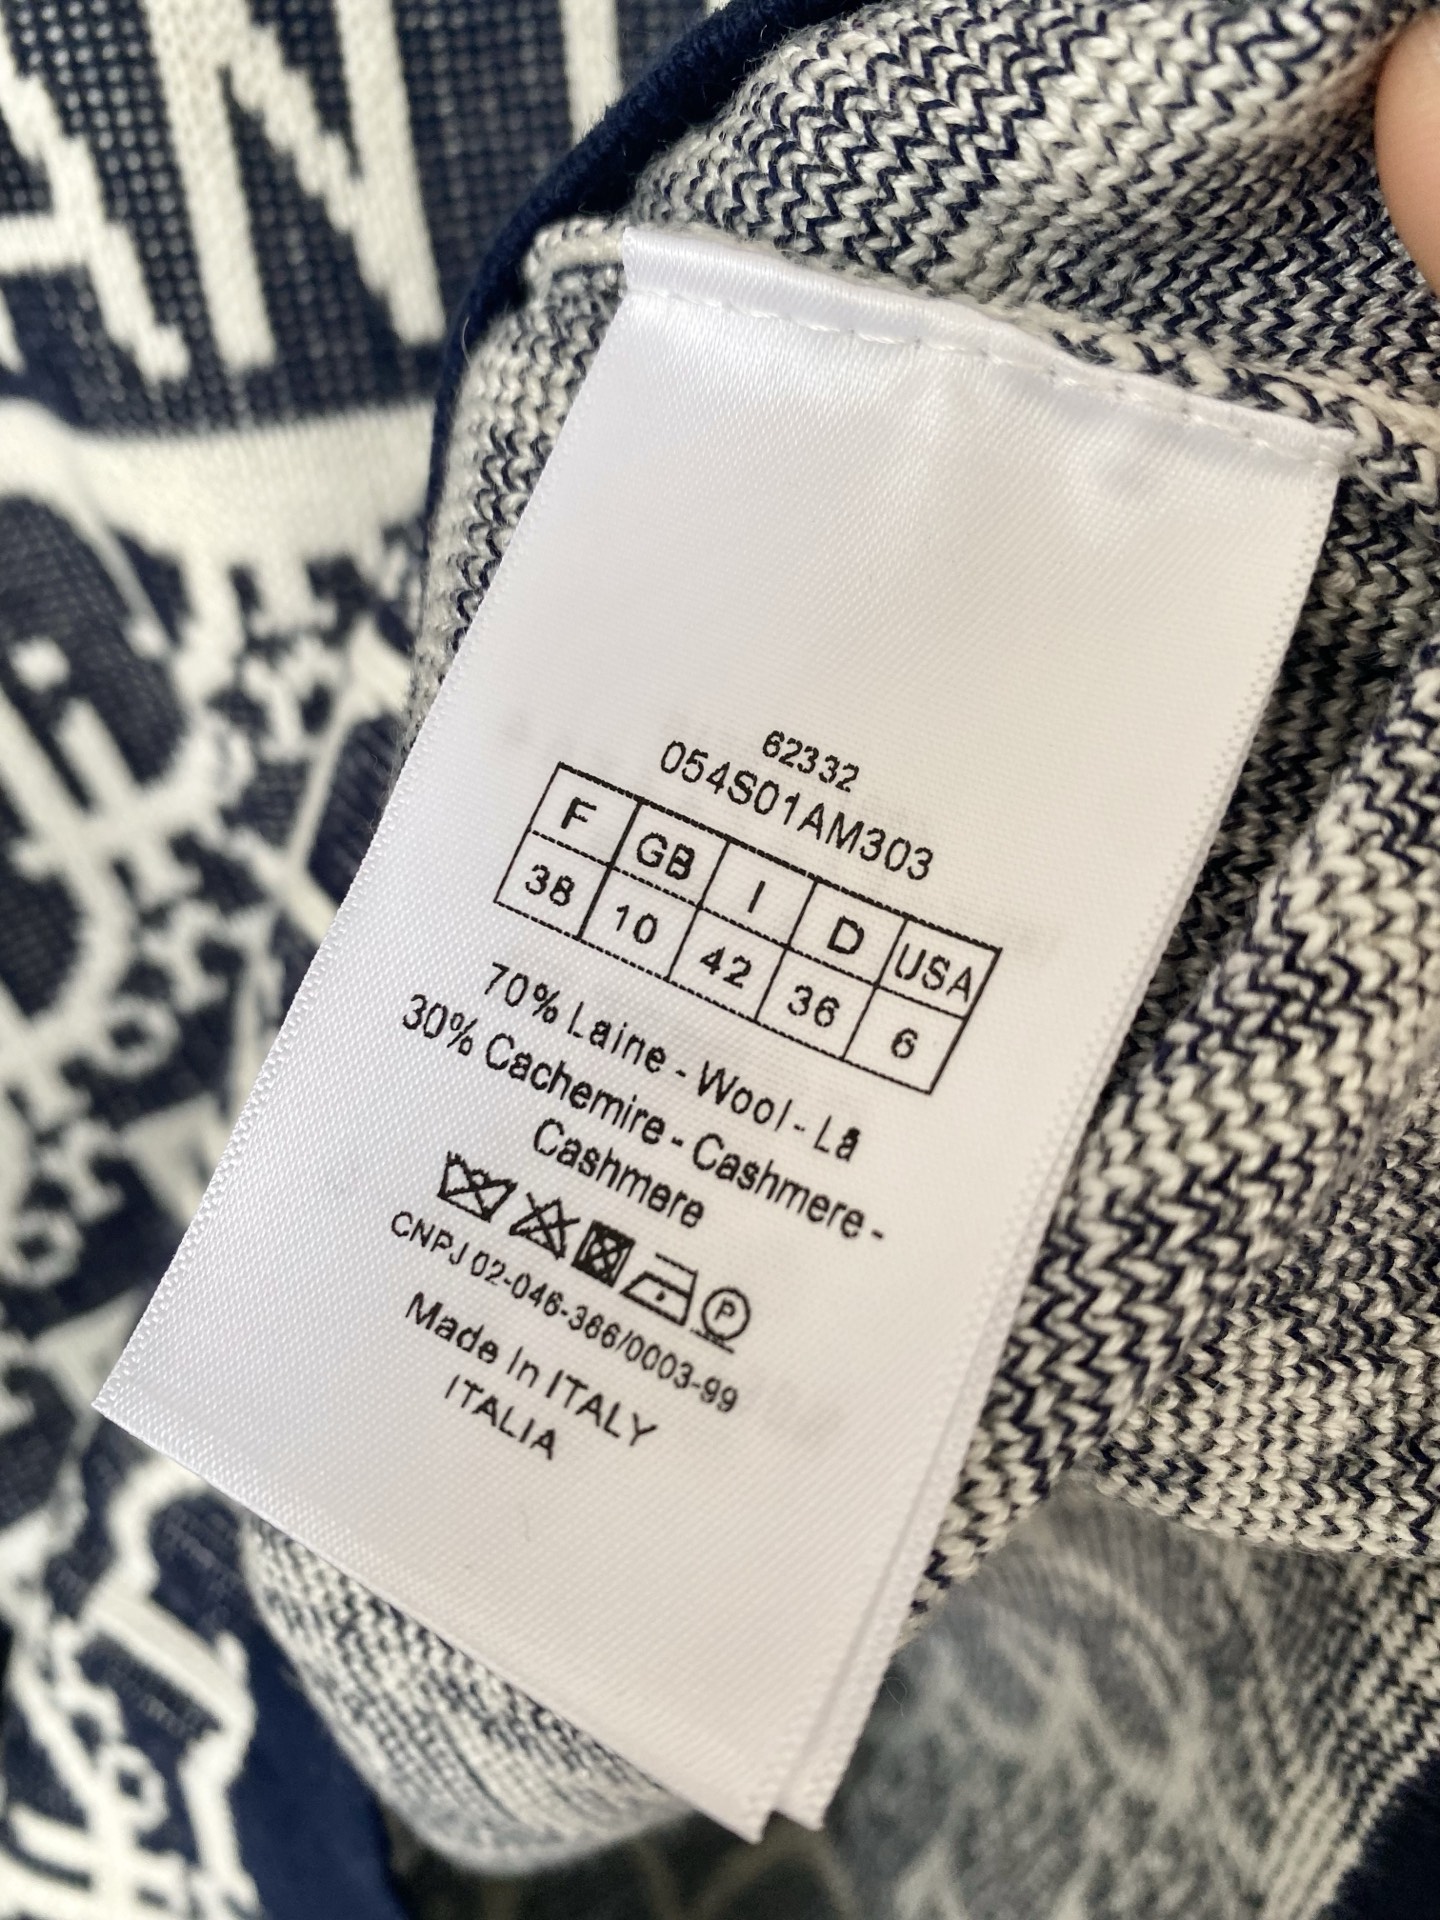 62332
054S01AM303
F GB I D USA
38 10 42 36 6
70% Laine - Wool - Lã
30% Cachemire - Cashmere -
Cashmere
P
CNPJ 02-046-366/0003-99
Made In ITALY
ITALIA
AN